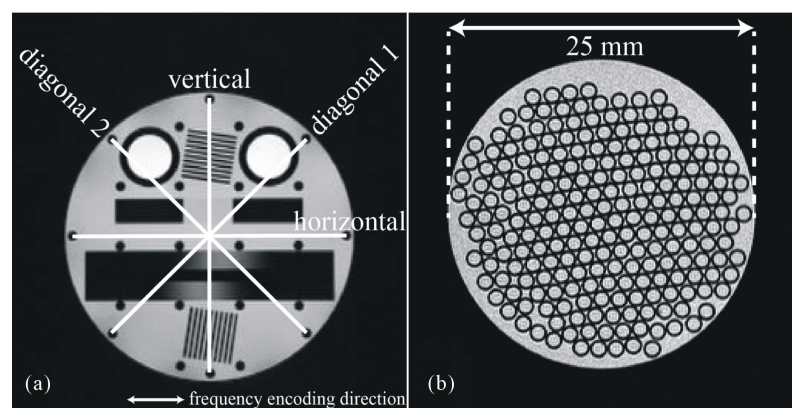 diagonal 2
vertical
diagonal 1
horizontal
(a)
frequency encoding direction
25 mm
(b)